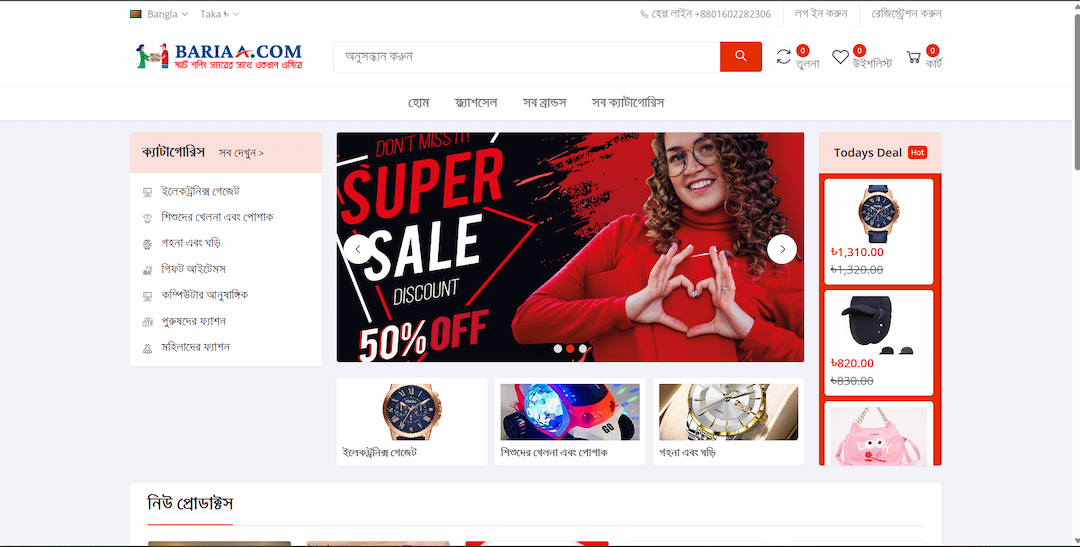 Bangla Taka ৳ হেল্প লাইন +8801602282306 লগ ইন করুন রেজিস্ট্রেশন করুন
BARIAA.COM
স্মার্ট শপিং সময়ের সাথে একধাপ এগিয়ে
অনুসন্ধান করুন
0 তুলনা 0 উইশলিস্ট 0 কার্ট
হোম ফ্ল্যাশসেল সব ব্রান্ডস সব ক্যাটাগোরিস
ক্যাটাগোরিস সব দেখুন >
ইলেকট্রনিক্স গেজেট
শিশুদের খেলনা এবং পোশাক
গহনা এবং ঘড়ি
গিফট আইটেমস
কম্পিউটার আনুষাঙ্গিক
পুরুষদের ফ্যাশন
মহিলাদের ফ্যাশন
DON'T MISS IT!
SUPER
SALE
DISCOUNT
50% OFF
Todays Deal Hot
৳1,310.00
৳1,320.00
৳820.00
৳830.00
ইলেকট্রনিক্স গেজেট
GO
শিশুদের খেলনা এবং পোশাক
গহনা এবং ঘড়ি
নিউ প্রোডাক্টস